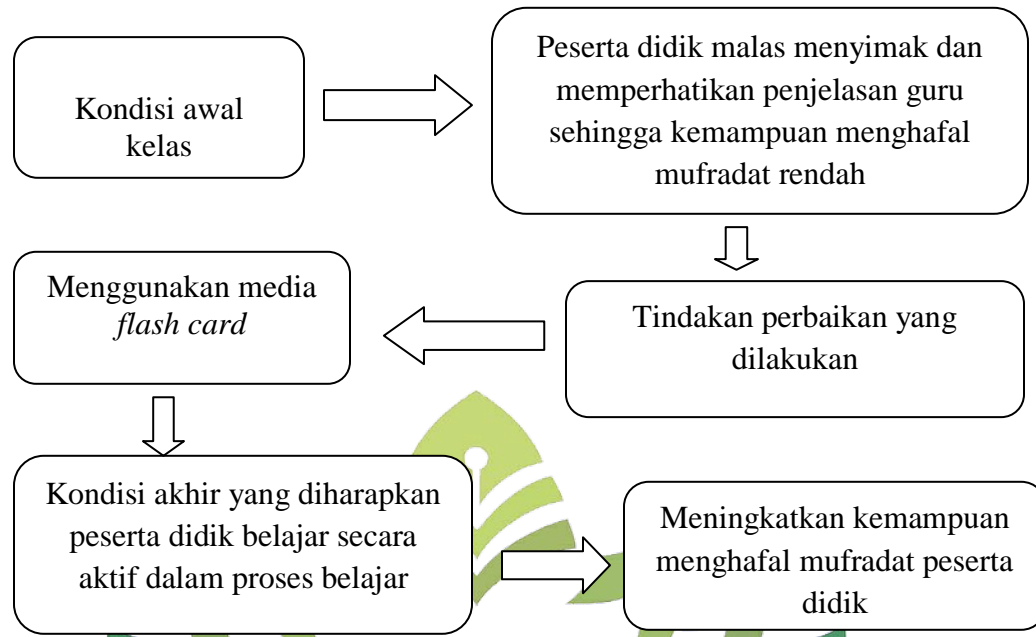 Kondisi awal
kelas
Peserta didik malas menyimak dan
memperhatikan penjelasan guru
sehingga kemampuan menghafal
mufradat rendah
Tindakan perbaikan yang
dilakukan
Menggunakan media
flash card
Kondisi akhir yang diharapkan
peserta didik belajar secara
aktif dalam proses belajar
Meningkatkan kemampuan
menghafal mufradat peserta
didik